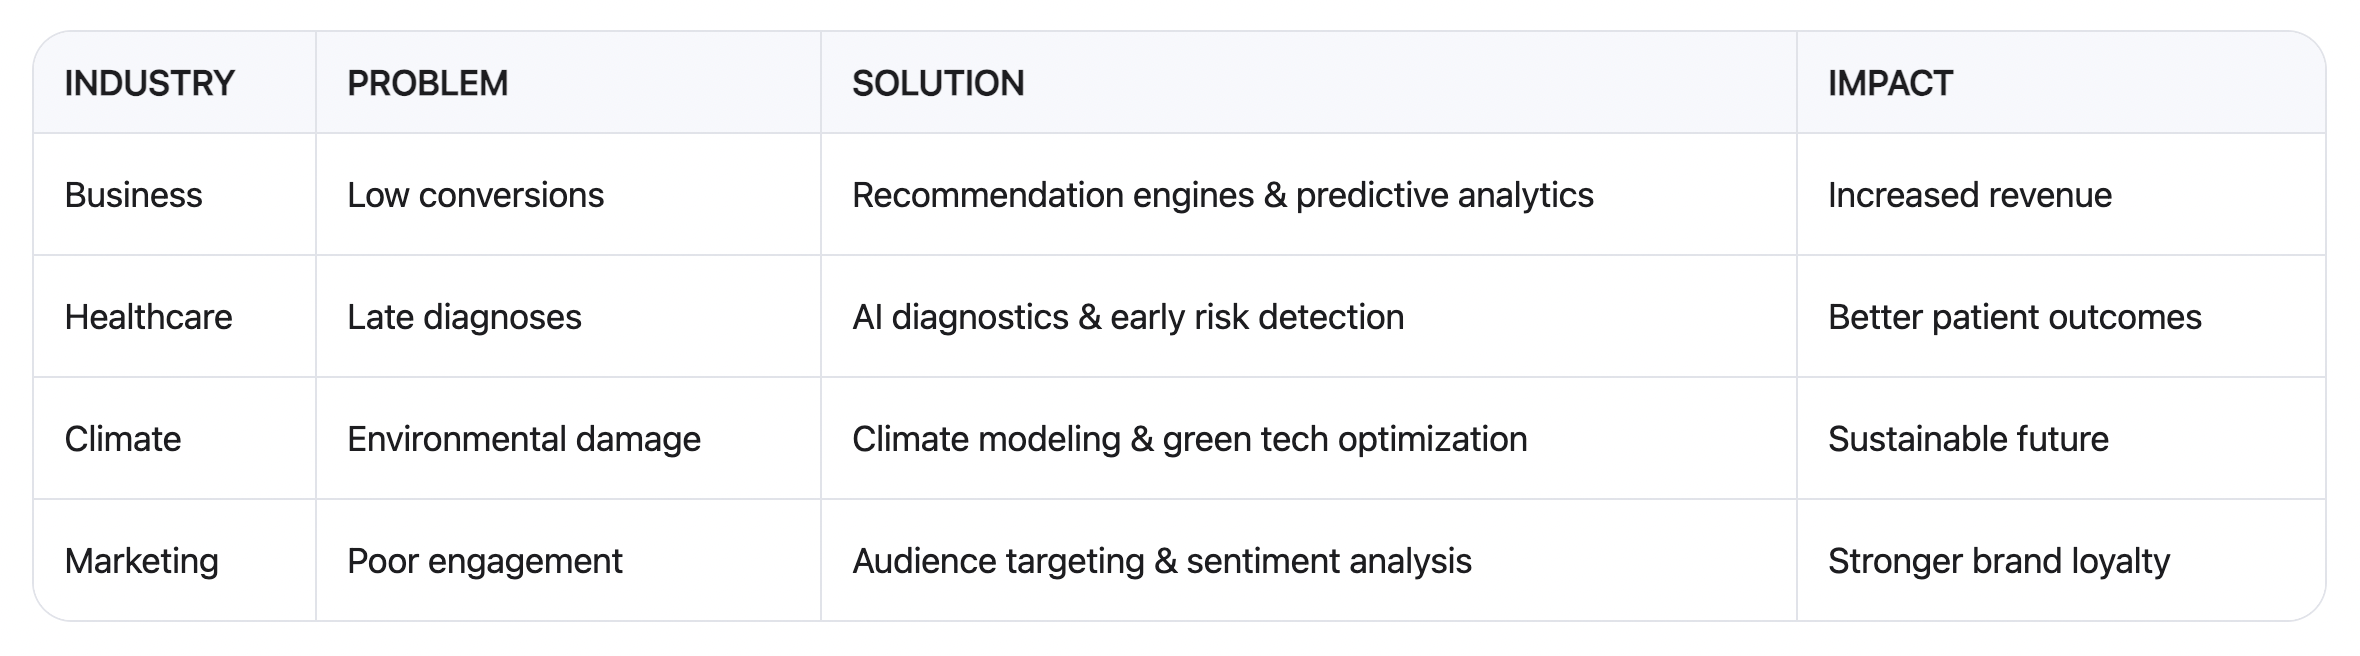 INDUSTRY PROBLEM SOLUTION IMPACT
Business Low conversions Recommendation engines & predictive analytics Increased revenue
Healthcare Late diagnoses AI diagnostics & early risk detection Better patient outcomes
Climate Environmental damage Climate modeling & green tech optimization Sustainable future
Marketing Poor engagement Audience targeting & sentiment analysis Stronger brand loyalty